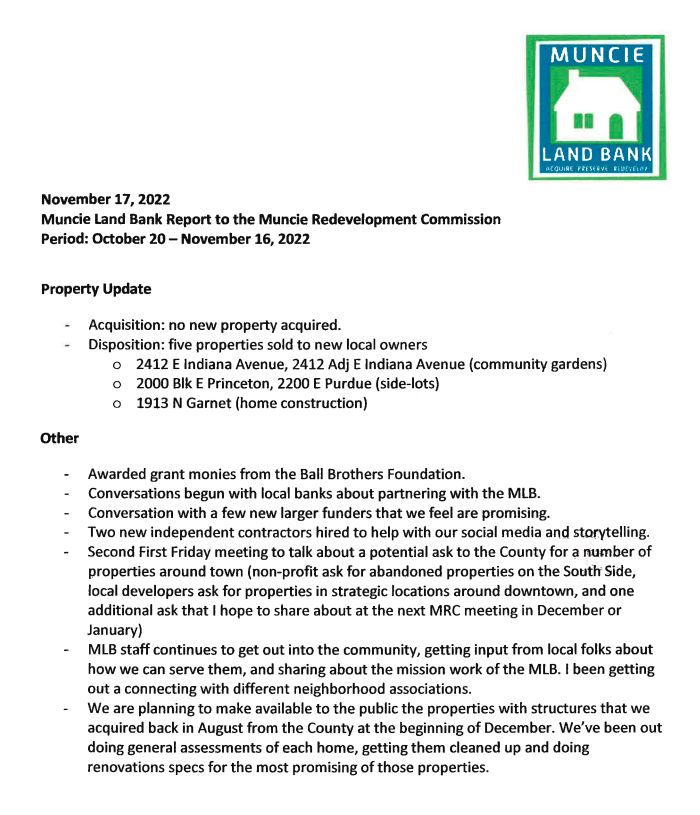 MUNCIE
LAND BANK
ACQUIRE PRESERVE REDEVELOP
November 17, 2022
Muncie Land Bank Report to the Muncie Redevelopment Commission
Period: October 20 – November 16, 2022
Property Update
- Acquisition: no new property acquired.
- Disposition: five properties sold to new local owners
o 2412 E Indiana Avenue, 2412 Adj E Indiana Avenue (community gardens)
o 2000 Blk E Princeton, 2200 E Purdue (side-lots)
o 1913 N Garnet (home construction)
Other
- Awarded grant monies from the Ball Brothers Foundation.
- Conversations begun with local banks about partnering with the MLB.
- Conversation with a few new larger funders that we feel are promising.
- Two new independent contractors hired to help with our social media and storytelling.
- Second First Friday meeting to talk about a potential ask to the County for a number of
properties around town (non-profit ask for abandoned properties on the South Side,
local developers ask for properties in strategic locations around downtown, and one
additional ask that I hope to share about at the next MRC meeting in December or
January)
- MLB staff continues to get out into the community, getting input from local folks about
how we can serve them, and sharing about the mission work of the MLB. I been getting
out a connecting with different neighborhood associations.
- We are planning to make available to the public the properties with structures that we
acquired back in August from the County at the beginning of December. We've been out
doing general assessments of each home, getting them cleaned up and doing
renovations specs for the most promising of those properties.